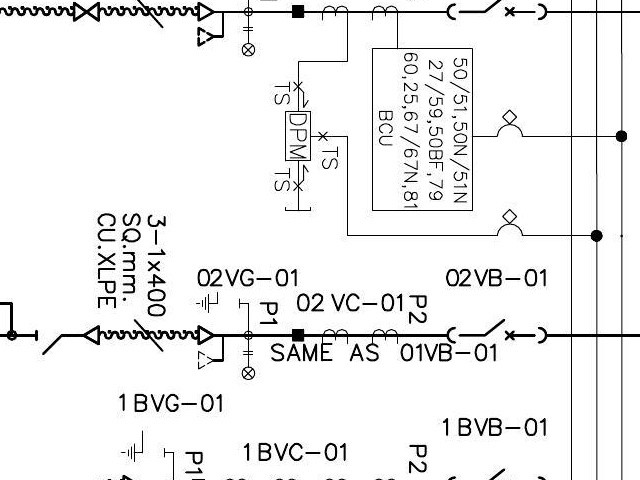 50/51,50N/51N
27/59,50BF,79
60,25,67/67N,81
BCU
TS
DPM
TS
TS
3-1x400
SQ.mm.
CU.XLPE
02VG-01
02VB-01
P1
02 VC-01
P2
SAME AS 01VB-01
1BVG-01
1BVB-01
P1
1BVC-01
P2